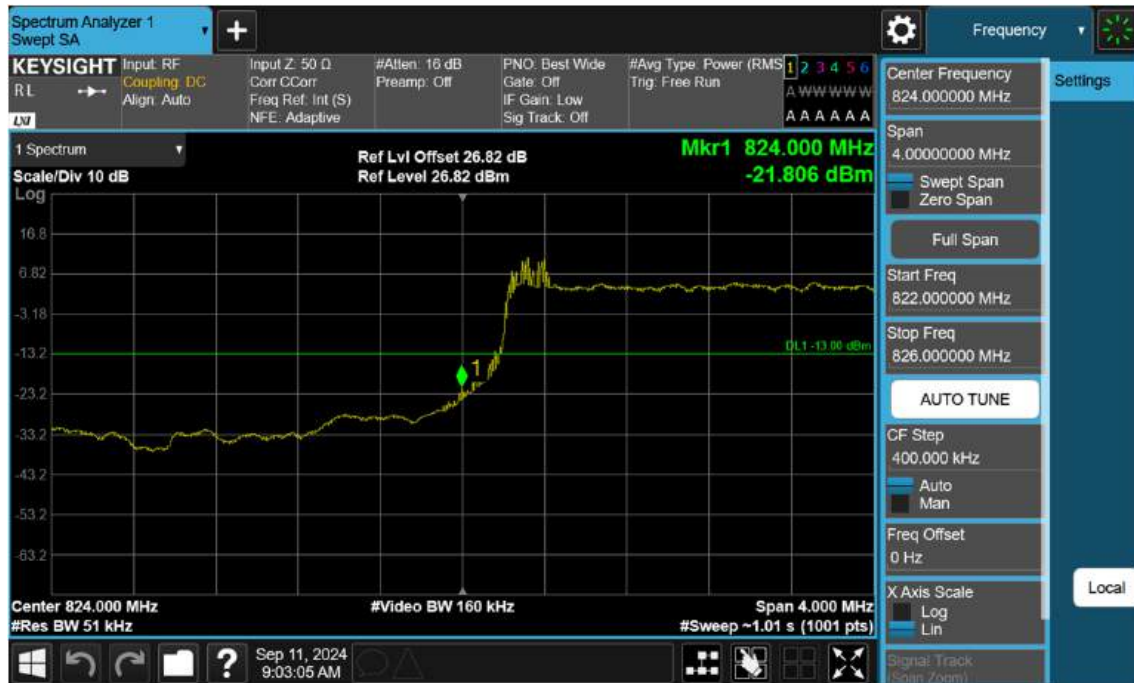 Spectrum Analyzer 1
Swept SA
Frequency
KEYSIGHT
RL
LXI
Input: RF
Coupling: DC
Align: Auto
Input Z: 50 Ω
Corr CCorr
Freq Ref: Int (S)
NFE: Adaptive
#Atten: 16 dB
Preamp: Off
PNO: Best Wide
Gate: Off
IF Gain: Low
Sig Track: Off
#Avg Type: Power (RMS
Trig: Free Run
1 2 3 4 5 6
A W W W W W
A A A A A A
1 Spectrum
Scale/Div 10 dB
Ref Lvl Offset 26.82 dB
Ref Level 26.82 dBm
Mkr1 824.000 MHz
-21.806 dBm
Log
16.8
6.82
-3.18
-13.2
-23.2
-33.2
-43.2
-53.2
-63.2
DL1 -13.00 dBm
1
Center 824.000 MHz
#Res BW 51 kHz
#Video BW 160 kHz
Span 4.000 MHz
#Sweep ~1.01 s (1001 pts)
Center Frequency
824.000000 MHz
Span
4.00000000 MHz
Swept Span
Zero Span
Full Span
Start Freq
822.000000 MHz
Stop Freq
826.000000 MHz
AUTO TUNE
CF Step
400.000 kHz
Auto
Man
Freq Offset
0 Hz
X Axis Scale
Log
Lin
Signal Track
(Span Zoom)
Settings
Local
?
Sep 11, 2024
9:03:05 AM